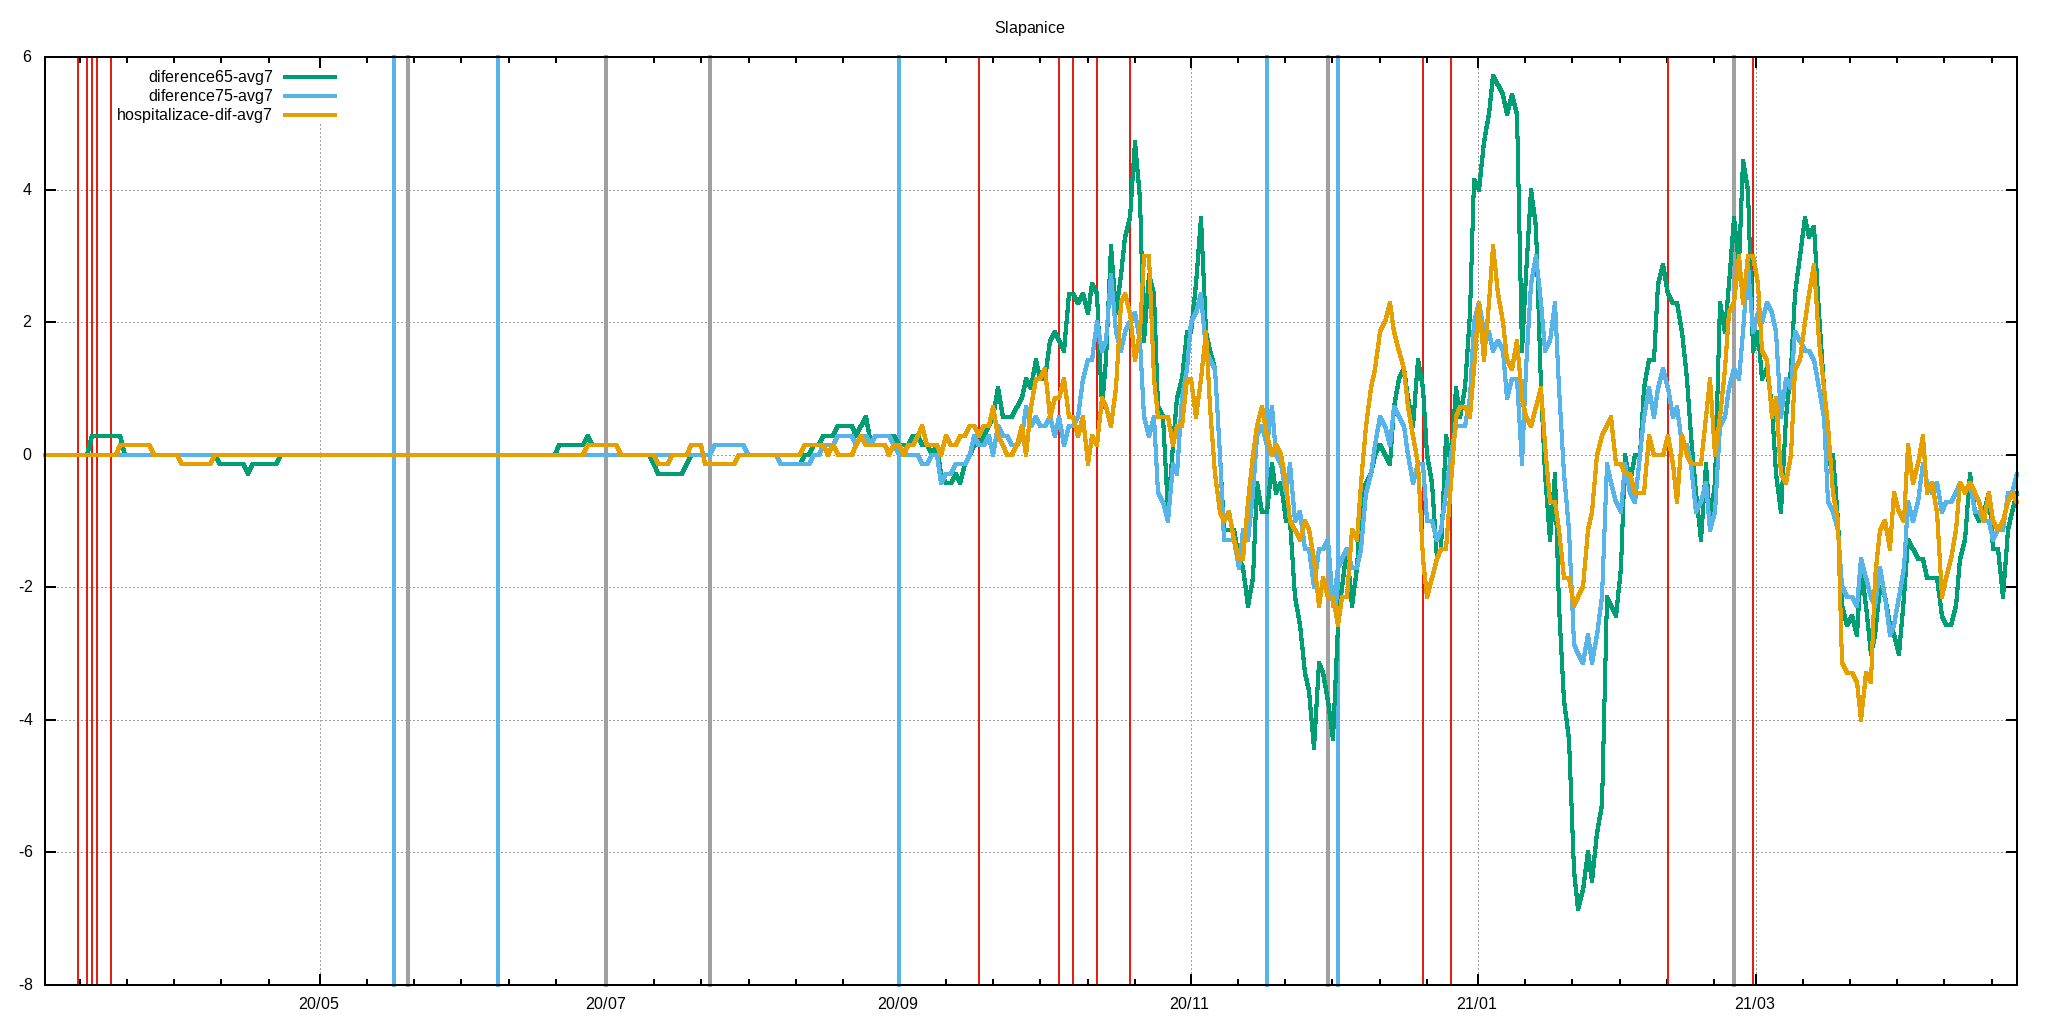 Slapanice
6
diference65-avg7
diference75-avg7
hospitalizace-dif-avg7
4
2
0
-2
-4
-6
-8
20/05 20/07 20/09 20/11 21/01 21/03